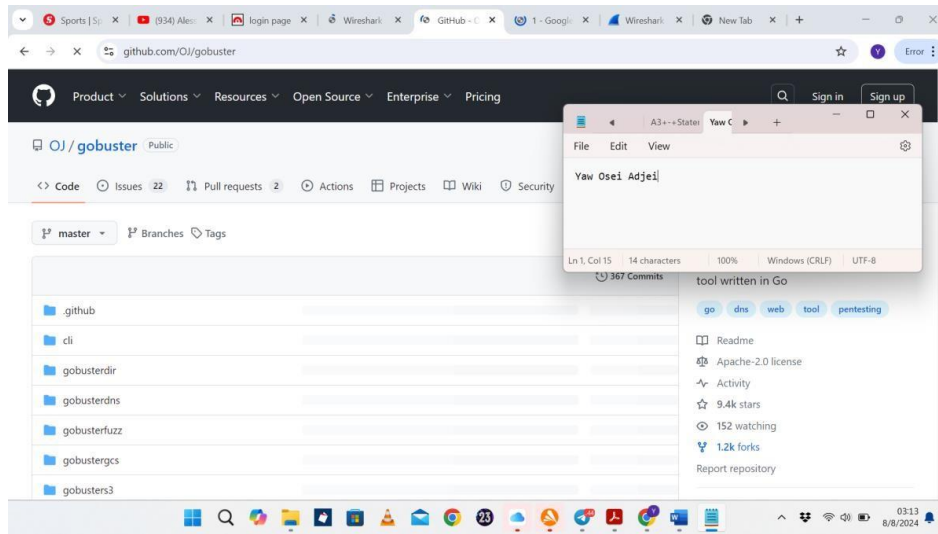 Sports | Sp
(934) Aless
login page
Wireshark
GitHub - C
1 - Google
Wireshark
New Tab
github.com/OJ/gobuster
Y
Error
Product
Solutions
Resources
Open Source
Enterprise
Pricing
Sign in
Sign up
A3+-+Stater
Yaw C
File Edit View
Yaw Osei Adjei
Ln 1, Col 15
14 characters
100%
Windows (CRLF)
UTF-8
OJ / gobuster
Public
Code
Issues 22
Pull requests 2
Actions
Projects
Wiki
Security
master
Branches
Tags
367 Commits
tool written in Go
go dns web tool pentesting
.github
cli
gobusterdir
gobusterdns
gobusterfuzz
gobustergcs
gobusters3
Readme
Apache-2.0 license
Activity
9.4k stars
152 watching
1.2k forks
Report repository
23
03:13
8/8/2024